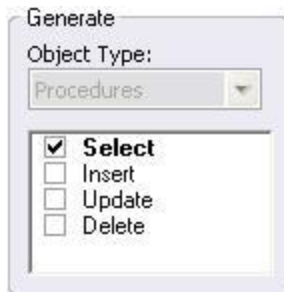 Generate
Object Type:
Procedures
Select
Insert
Update
Delete